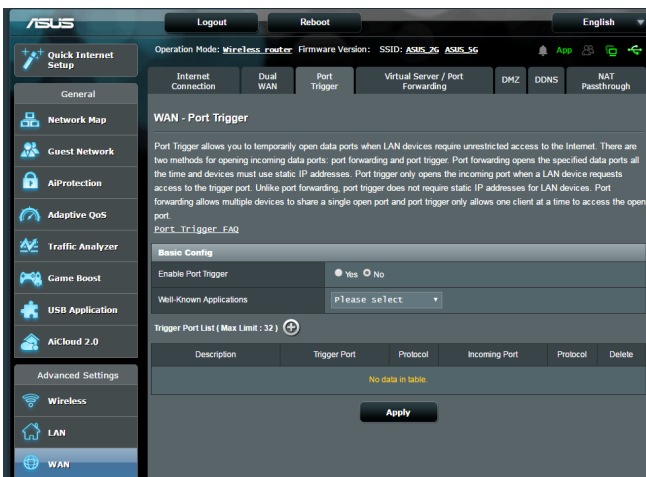 ASUS
Logout
Reboot
English
Quick Internet
Setup
General
Network Map
Guest Network
AiProtection
Adaptive QoS
Traffic Analyzer
Game Boost
USB Application
AiCloud 2.0
Advanced Settings
Wireless
LAN
WAN
Operation Mode: Wireless router Firmware Version: SSID: ASUS_2G ASUS_5G
App
Internet
Connection
Dual
WAN
Port
Trigger
Virtual Server / Port
Forwarding
DMZ
DDNS
NAT
Passthrough
WAN - Port Trigger
Port Trigger allows you to temporarily open data ports when LAN devices require unrestricted access to the Internet. There are
two methods for opening incoming data ports: port forwarding and port trigger. Port forwarding opens the specified data ports all
the time and devices must use static IP addresses. Port trigger only opens the incoming port when a LAN device requests
access to the trigger port. Unlike port forwarding, port trigger does not require static IP addresses for LAN devices. Port
forwarding allows multiple devices to share a single open port and port trigger only allows one client at a time to access the open
port.
Port Trigger FAQ
Basic Config
Enable Port Trigger
Yes No
Well-Known Applications
Please select
Trigger Port List ( Max Limit : 32 )
Description Trigger Port Protocol Incoming Port Protocol Delete
No data in table.
Apply